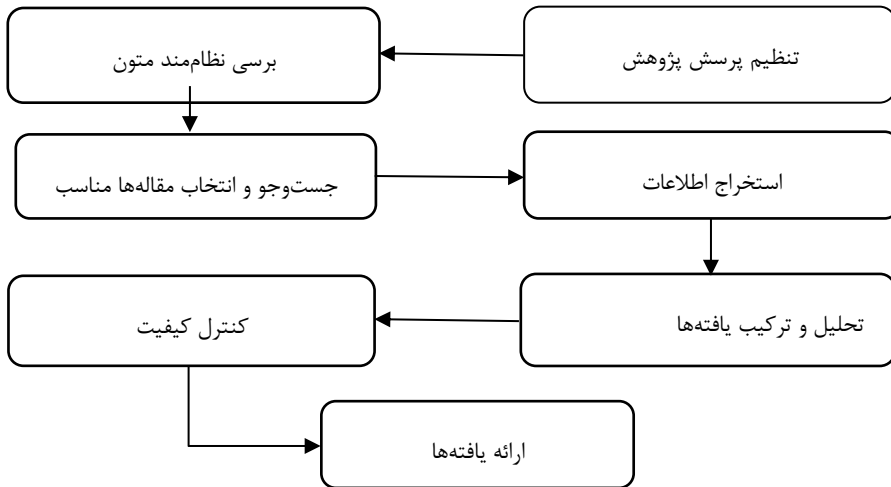 تنظیم پرسش پژوهش
برسی نظام‌مند متون
جست‌وجو و انتخاب مقاله‌ها مناسب
استخراج اطلاعات
تحلیل و ترکیب یافته‌ها
کنترل کیفیت
ارائه یافته‌ها